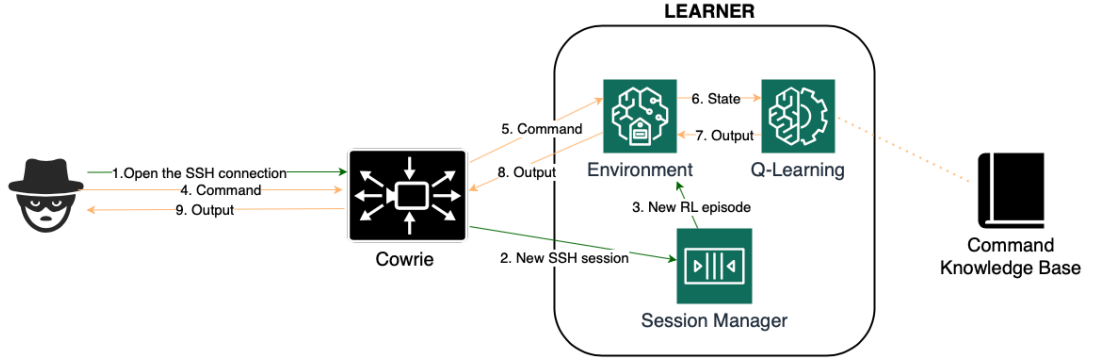 LEARNER
1.Open the SSH connection
4. Command
9. Output
Cowrie
5. Command
8. Output
2. New SSH session
3. New RL episode
6. State
7. Output
Environment
Q-Learning
Session Manager
Command
Knowledge Base